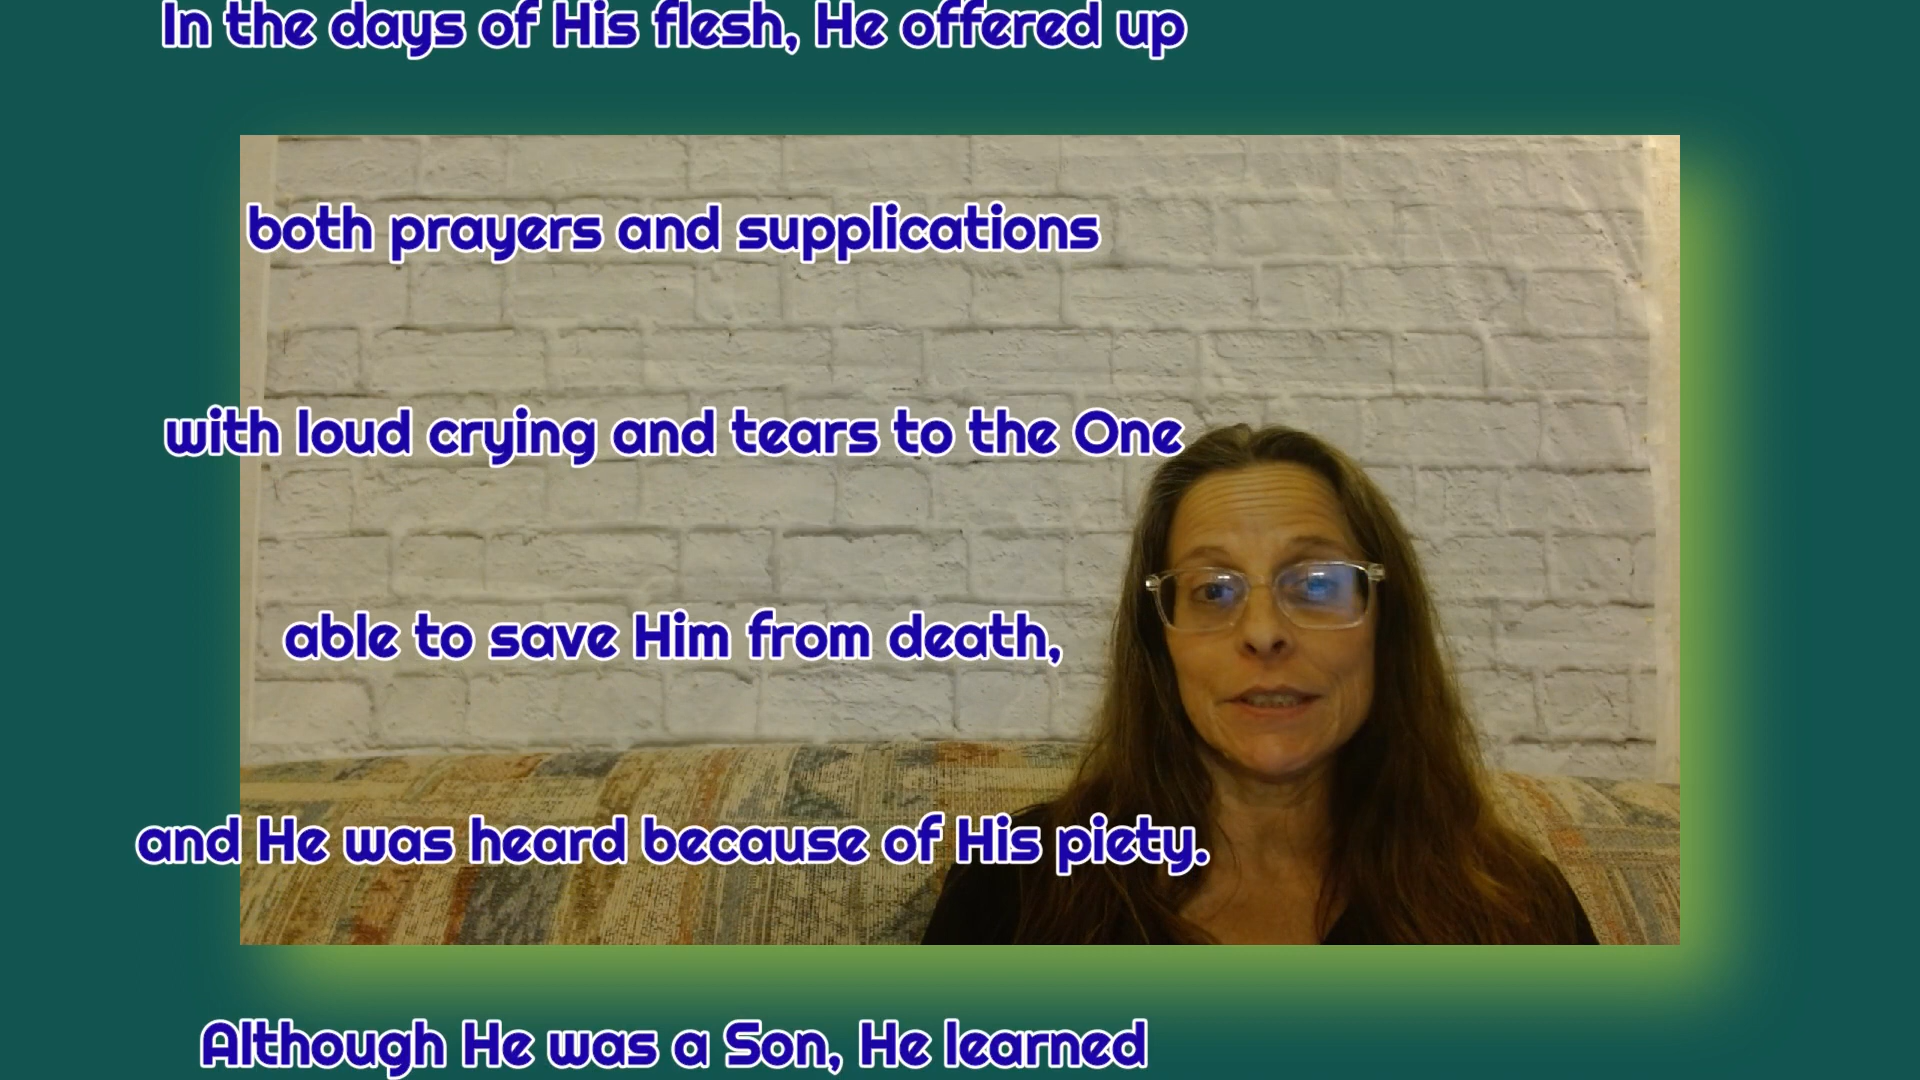 In the days of His flesh, He offered up
both prayers and supplications
with loud crying and tears to the One
able to save Him from death,
and He was heard because of His piety.
Although He was a Son, He learned